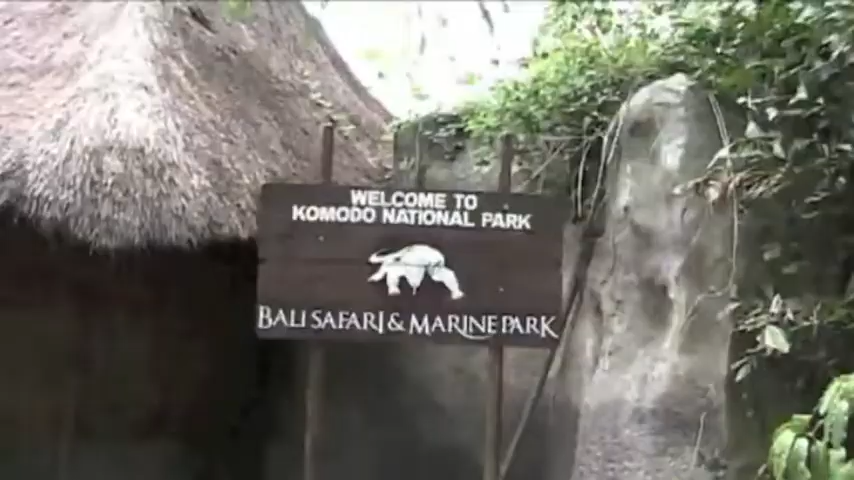 WELCOME TO
KOMODO NATIONAL PARK
BALI SAFARI & MARINE PARK